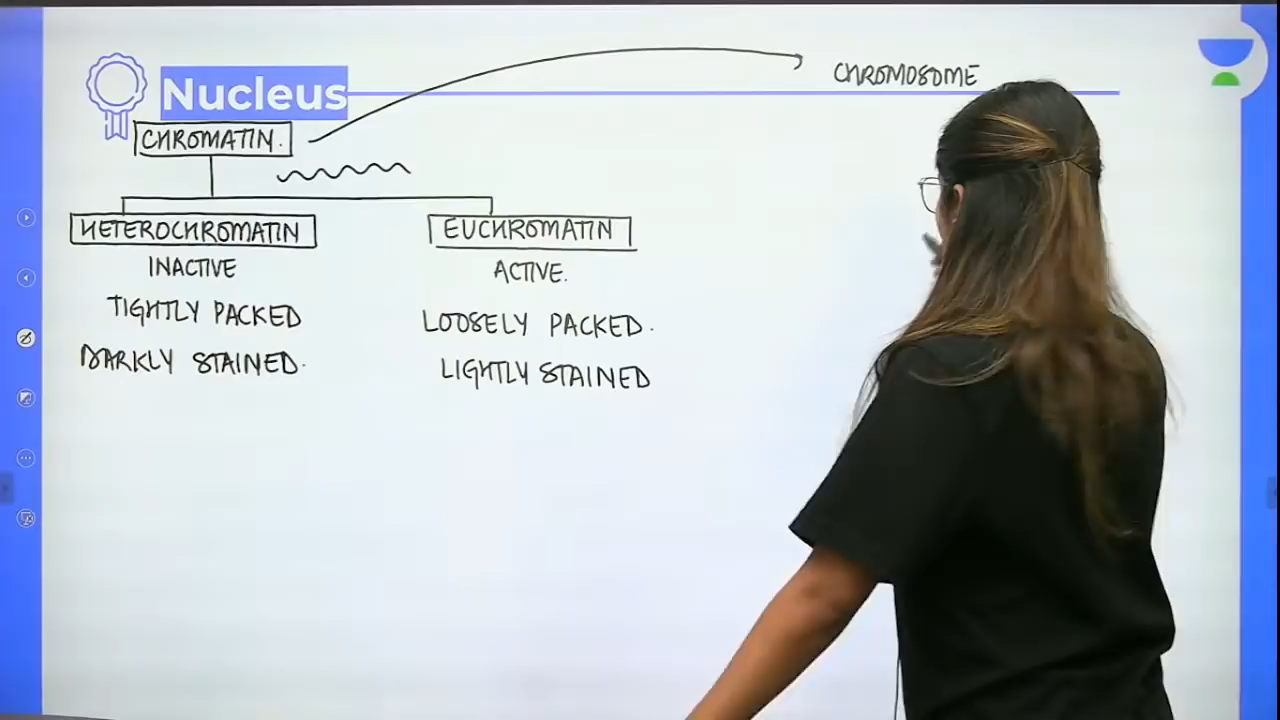 Nucleus
CHROMOSOME
CHROMATIN.
HETEROCHROMATIN
EUCHROMATIN
INACTIVE
ACTIVE.
TIGHTLY PACKED
LOOSELY PACKED.
DARKLY STAINED.
LIGHTLY STAINED